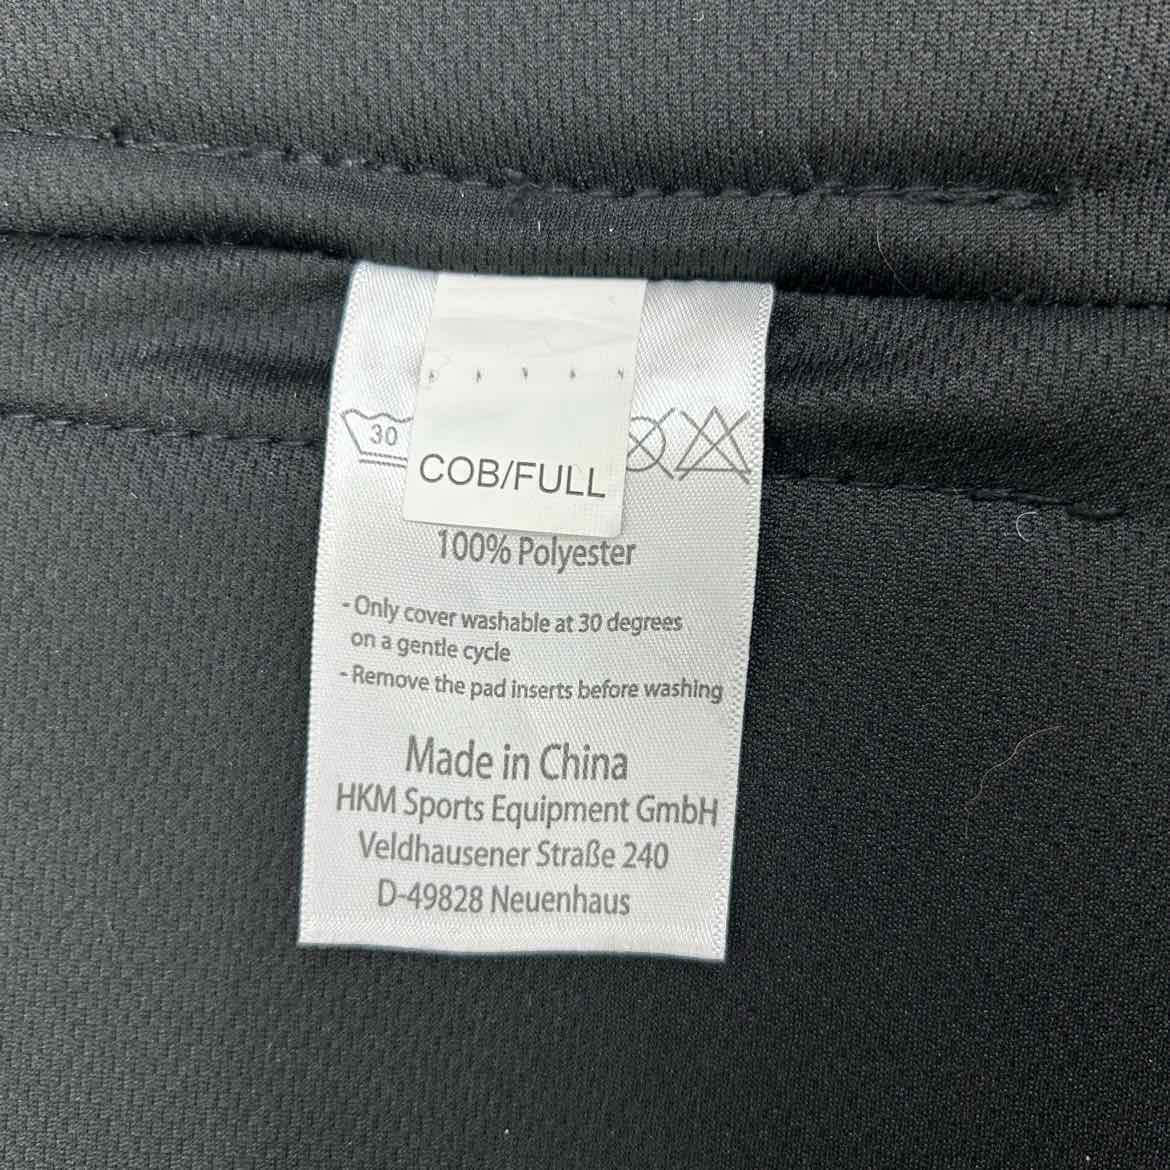 30
COB/FULL
100% Polyester
- Only cover washable at 30 degrees
on a gentle cycle
- Remove the pad inserts before washing
Made in China
HKM Sports Equipment GmbH
Veldhausener Straße 240
D-49828 Neuenhaus